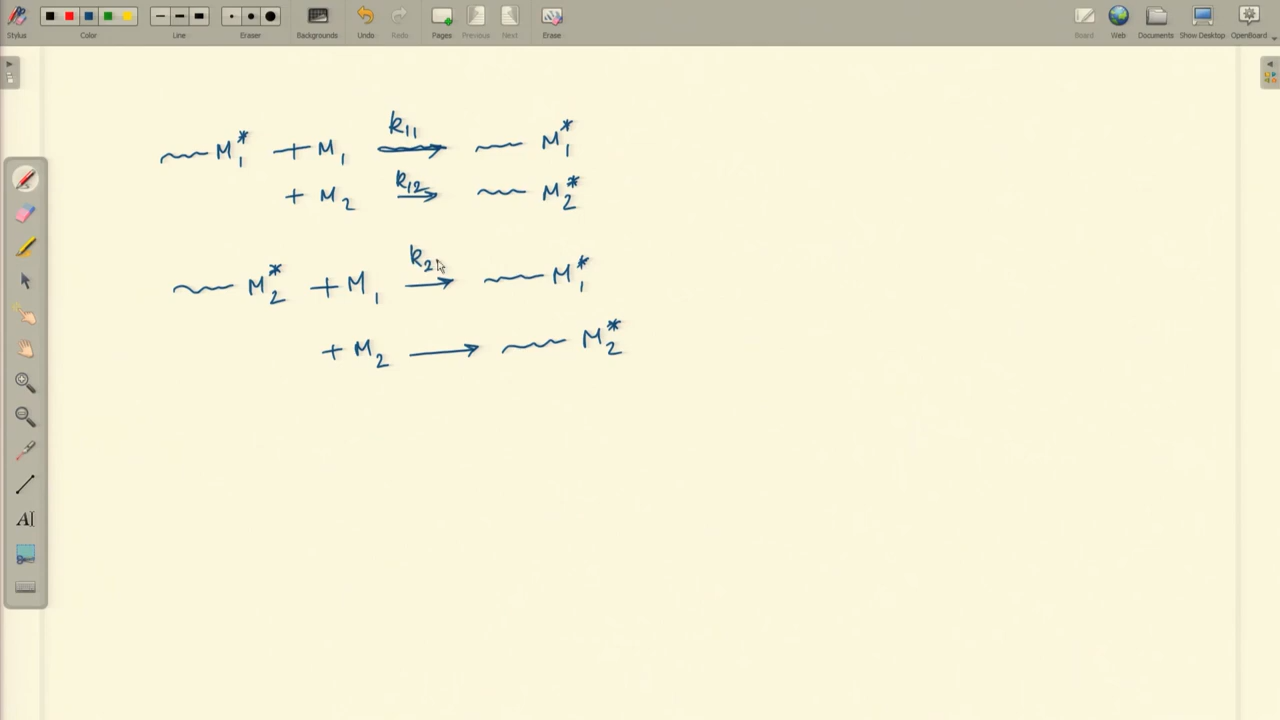 Stylus Color Line Eraser Backgrounds Undo Redo Pages Previous Next Erase Board Web Documents Show Desktop OpenBoard
k₁₁
~~~ M₁* + M₁ ⟶ ~~~ M₁*
k₁₂
+ M₂ ⟶ ~~~ M₂*
k₂
~~~ M₂* + M₁ ⟶ ~~~ M₁*
+ M₂ ⟶ ~~~ M₂*
AI